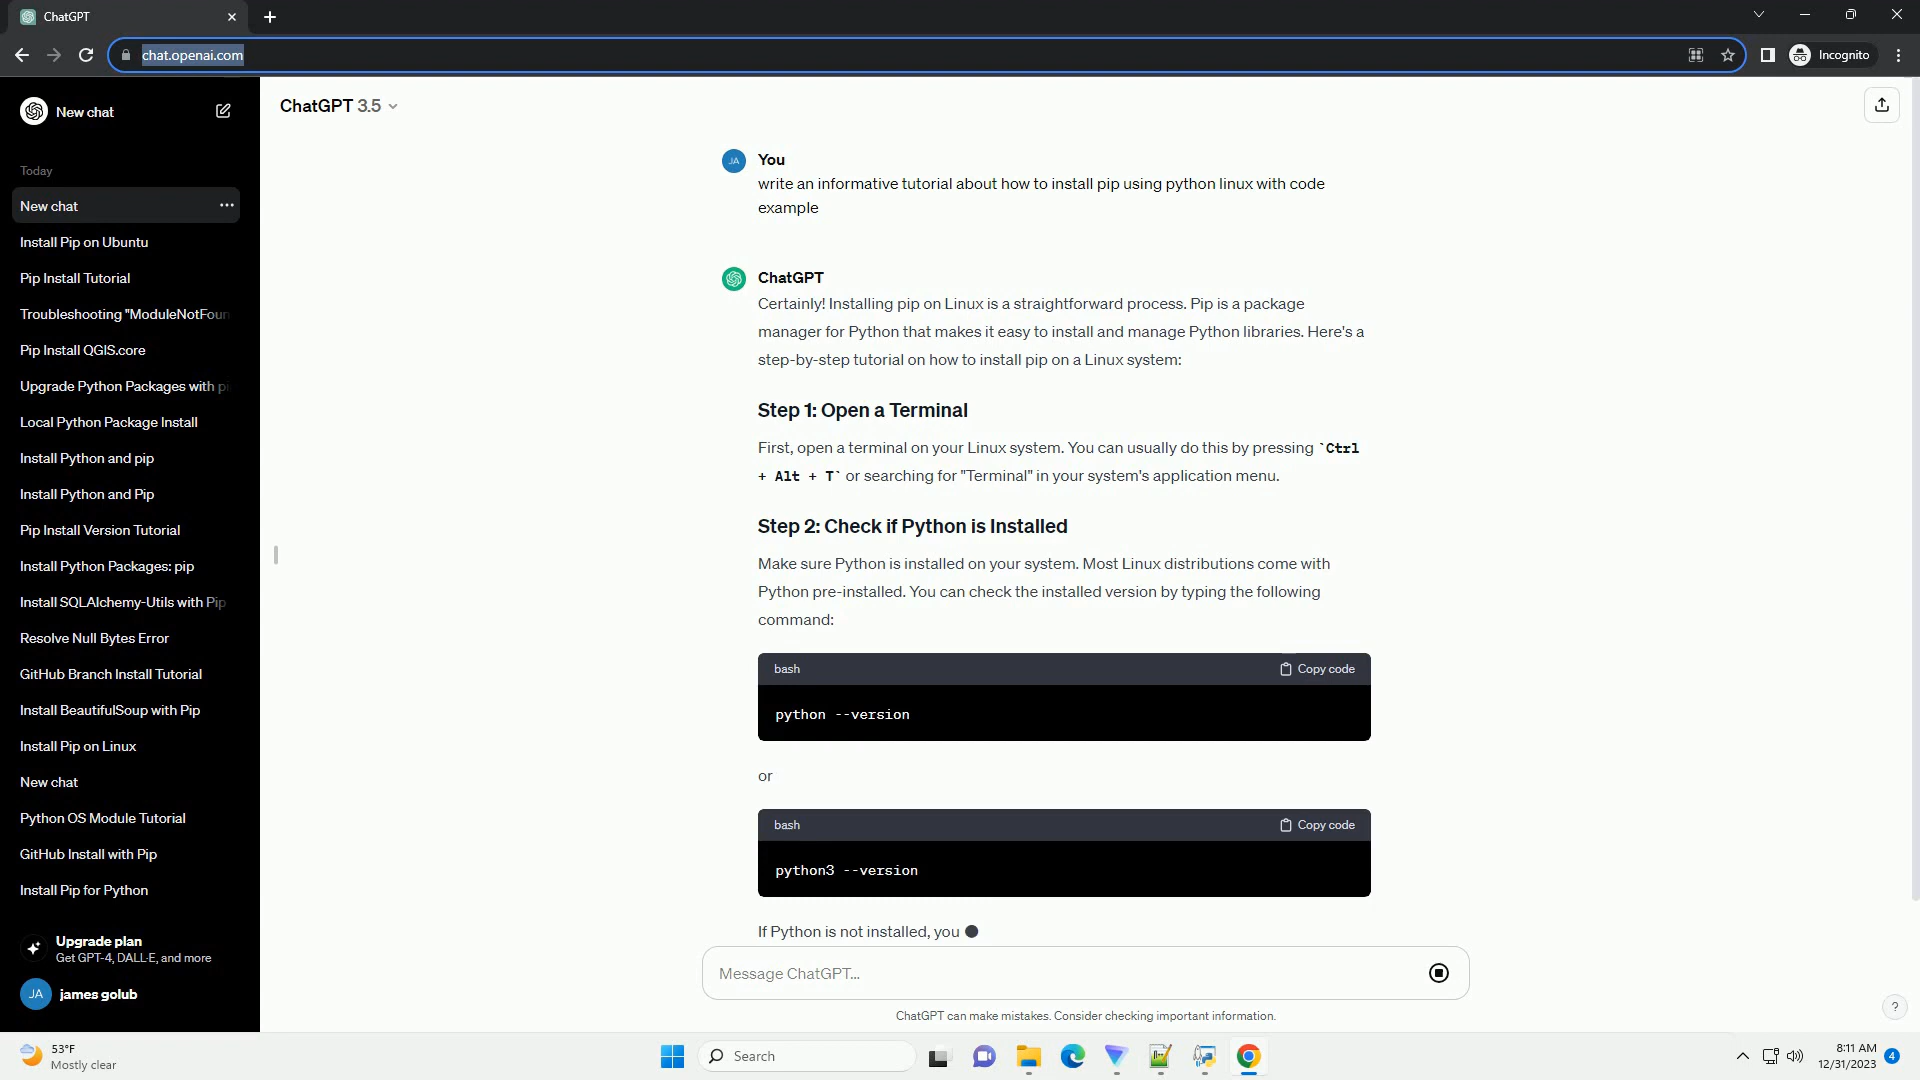 ChatGPT
chat.openai.com
Incognito
New chat
Today
New chat
Install Pip on Ubuntu
Pip Install Tutorial
Troubleshooting "ModuleNotFoun
Pip Install QGIS.core
Upgrade Python Packages with pi
Local Python Package Install
Install Python and pip
Install Python and Pip
Pip Install Version Tutorial
Install Python Packages: pip
Install SQLAlchemy-Utils with Pip
Resolve Null Bytes Error
GitHub Branch Install Tutorial
Install BeautifulSoup with Pip
Install Pip on Linux
New chat
Python OS Module Tutorial
GitHub Install with Pip
Install Pip for Python
Upgrade plan
Get GPT-4, DALL·E, and more
JA
james golub
ChatGPT 3.5
JA
You
write an informative tutorial about how to install pip using python linux with code
example
ChatGPT
Certainly! Installing pip on Linux is a straightforward process. Pip is a package
manager for Python that makes it easy to install and manage Python libraries. Here's a
step-by-step tutorial on how to install pip on a Linux system:
Step 1: Open a Terminal
First, open a terminal on your Linux system. You can usually do this by pressing `Ctrl
+ Alt + T` or searching for "Terminal" in your system's application menu.
Step 2: Check if Python is Installed
Make sure Python is installed on your system. Most Linux distributions come with
Python pre-installed. You can check the installed version by typing the following
command:
bash
Copy code
python --version
or
bash
Copy code
python3 --version
If Python is not installed, you
Message ChatGPT...
ChatGPT can make mistakes. Consider checking important information.
?
53°F
Mostly clear
Search
8:11 AM
12/31/2023
4